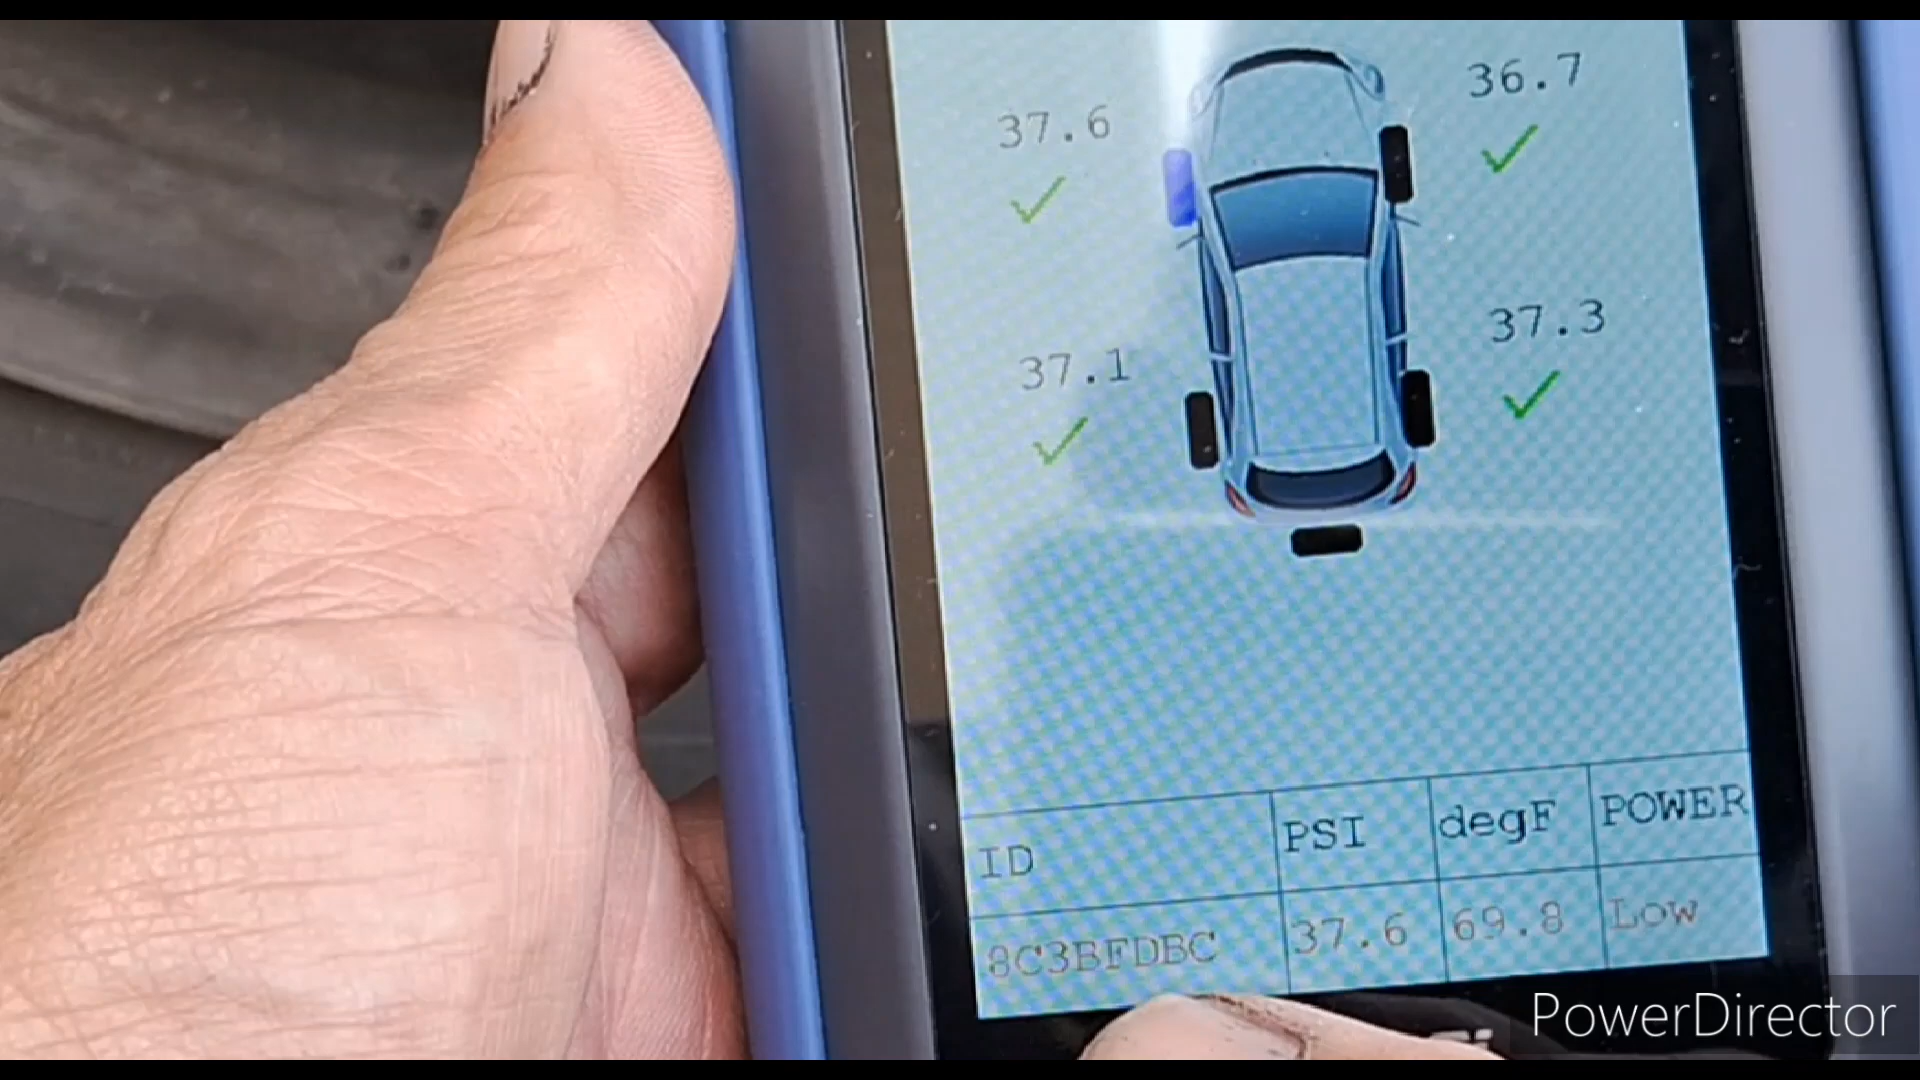 37.6
36.7
37.1
37.3
ID PSI degF POWER
8C3BFDBC 37.6 69.8 Low
PowerDirector